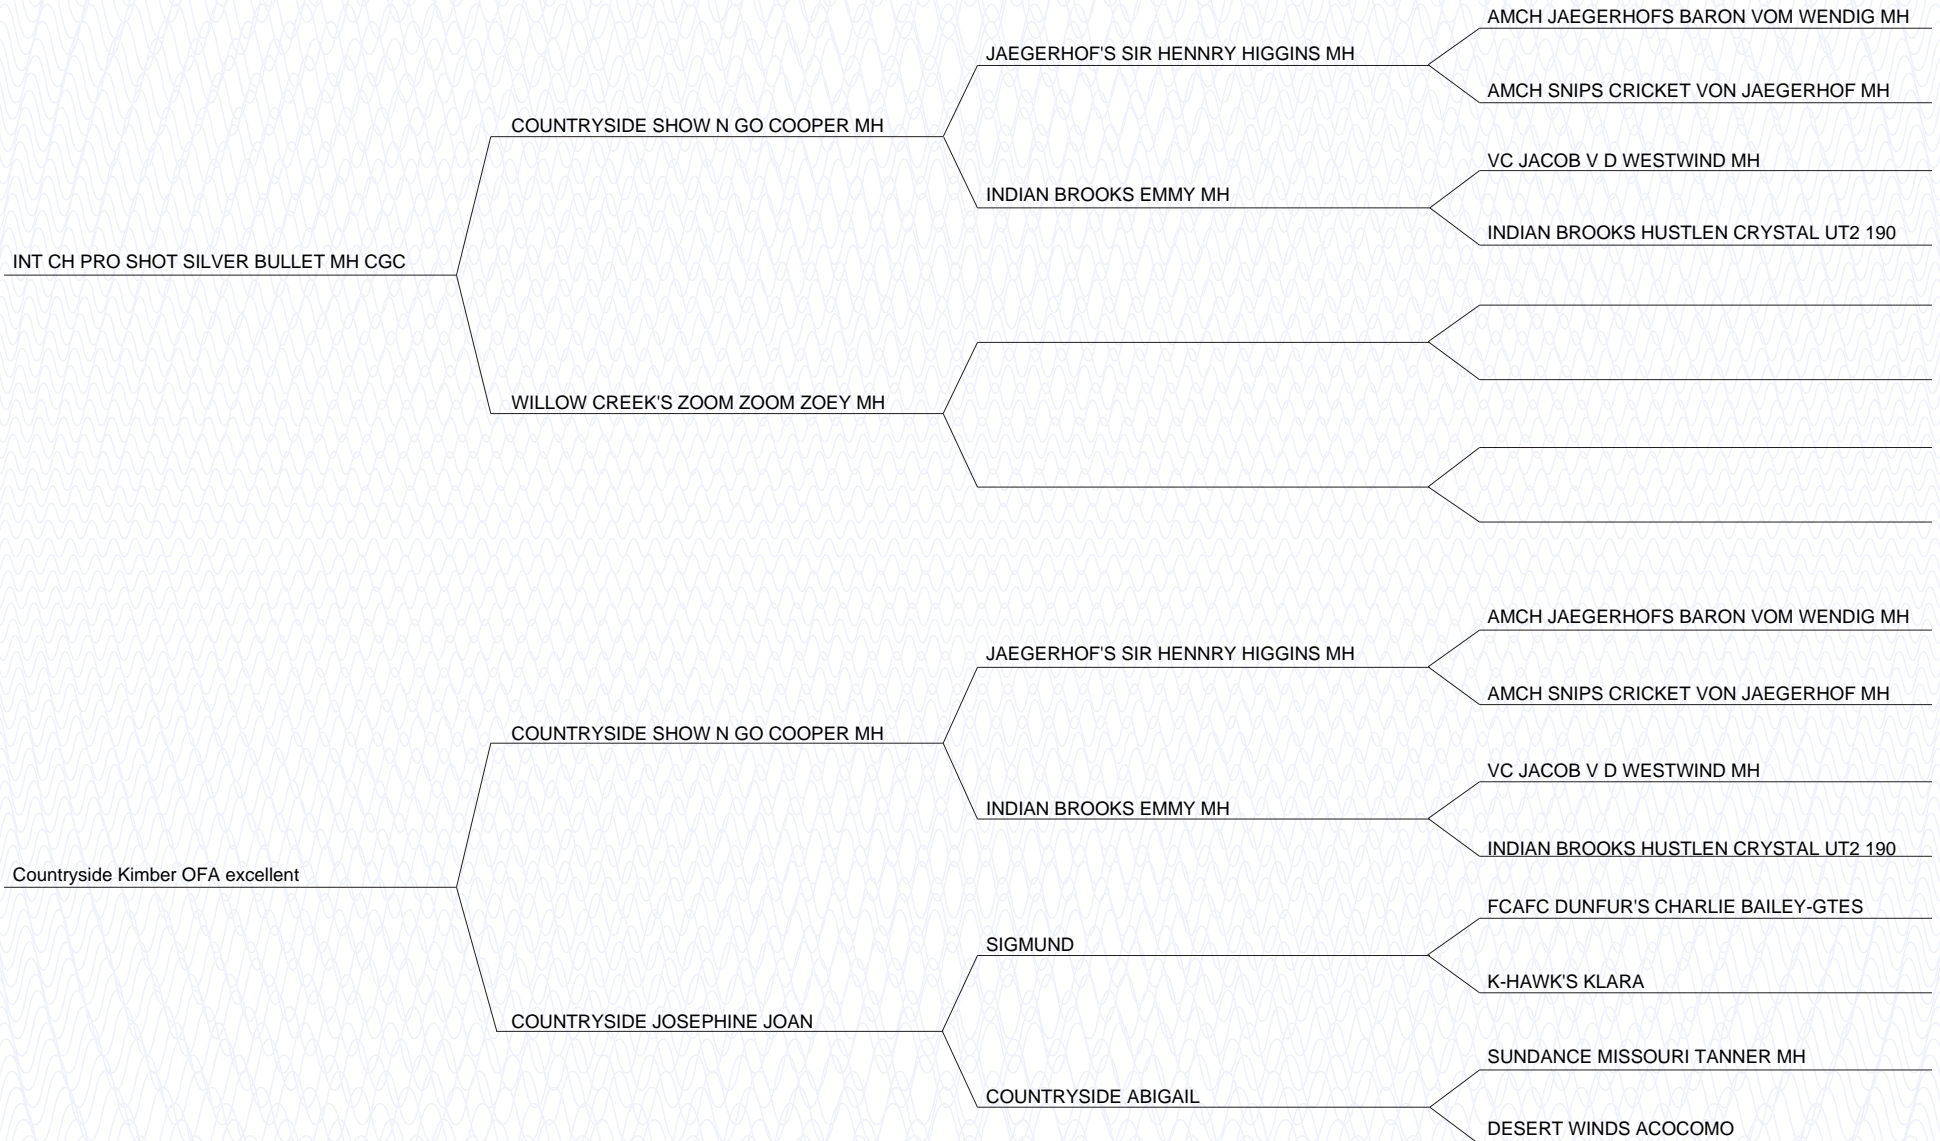 AMCH JAEGERHOFS BARON VOM WENDIG MH
JAEGERHOF'S SIR HENNRY HIGGINS MH
AMCH SNIPS CRICKET VON JAEGERHOF MH
COUNTRYSIDE SHOW N GO COOPER MH
VC JACOB V D WESTWIND MH
INDIAN BROOKS EMMY MH
INDIAN BROOKS HUSTLEN CRYSTAL UT2 190
INT CH PRO SHOT SILVER BULLET MH CGC
WILLOW CREEK'S ZOOM ZOOM ZOEY MH
AMCH JAEGERHOFS BARON VOM WENDIG MH
JAEGERHOF'S SIR HENNRY HIGGINS MH
AMCH SNIPS CRICKET VON JAEGERHOF MH
COUNTRYSIDE SHOW N GO COOPER MH
VC JACOB V D WESTWIND MH
INDIAN BROOKS EMMY MH
INDIAN BROOKS HUSTLEN CRYSTAL UT2 190
Countryside Kimber OFA excellent
FCAFC DUNFUR'S CHARLIE BAILEY-GTES
SIGMUND
K-HAWK'S KLARA
COUNTRYSIDE JOSEPHINE JOAN
SUNDANCE MISSOURI TANNER MH
COUNTRYSIDE ABIGAIL
DESERT WINDS ACOCOMO